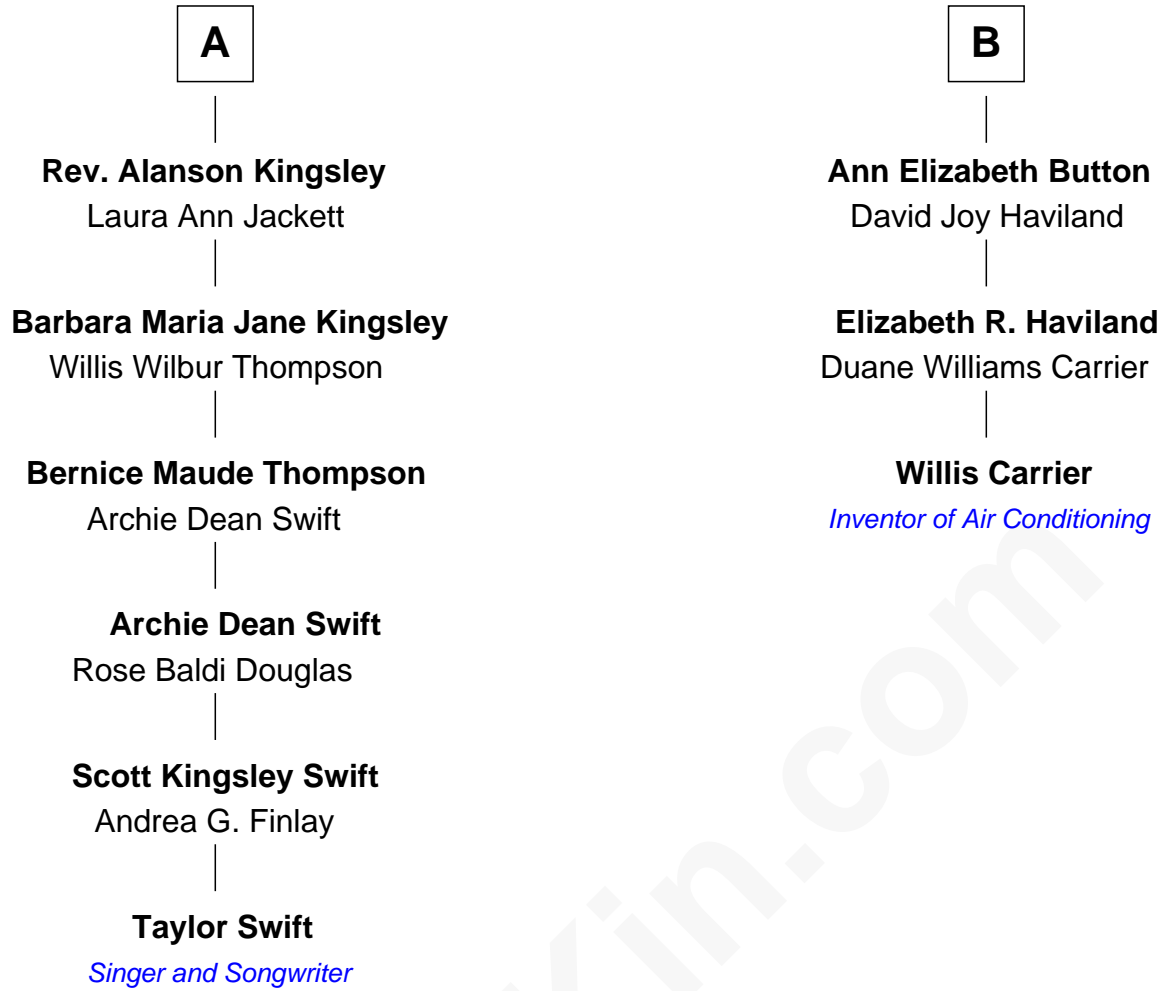 A
Rev. Alanson Kingsley
Laura Ann Jackett
Barbara Maria Jane Kingsley
Willis Wilbur Thompson
Bernice Maude Thompson
Archie Dean Swift
Archie Dean Swift
Rose Baldi Douglas
Scott Kingsley Swift
Andrea G. Finlay
Taylor Swift
Singer and Songwriter
B
Ann Elizabeth Button
David Joy Haviland
Elizabeth R. Haviland
Duane Williams Carrier
Willis Carrier
Inventor of Air Conditioning
Kin.com